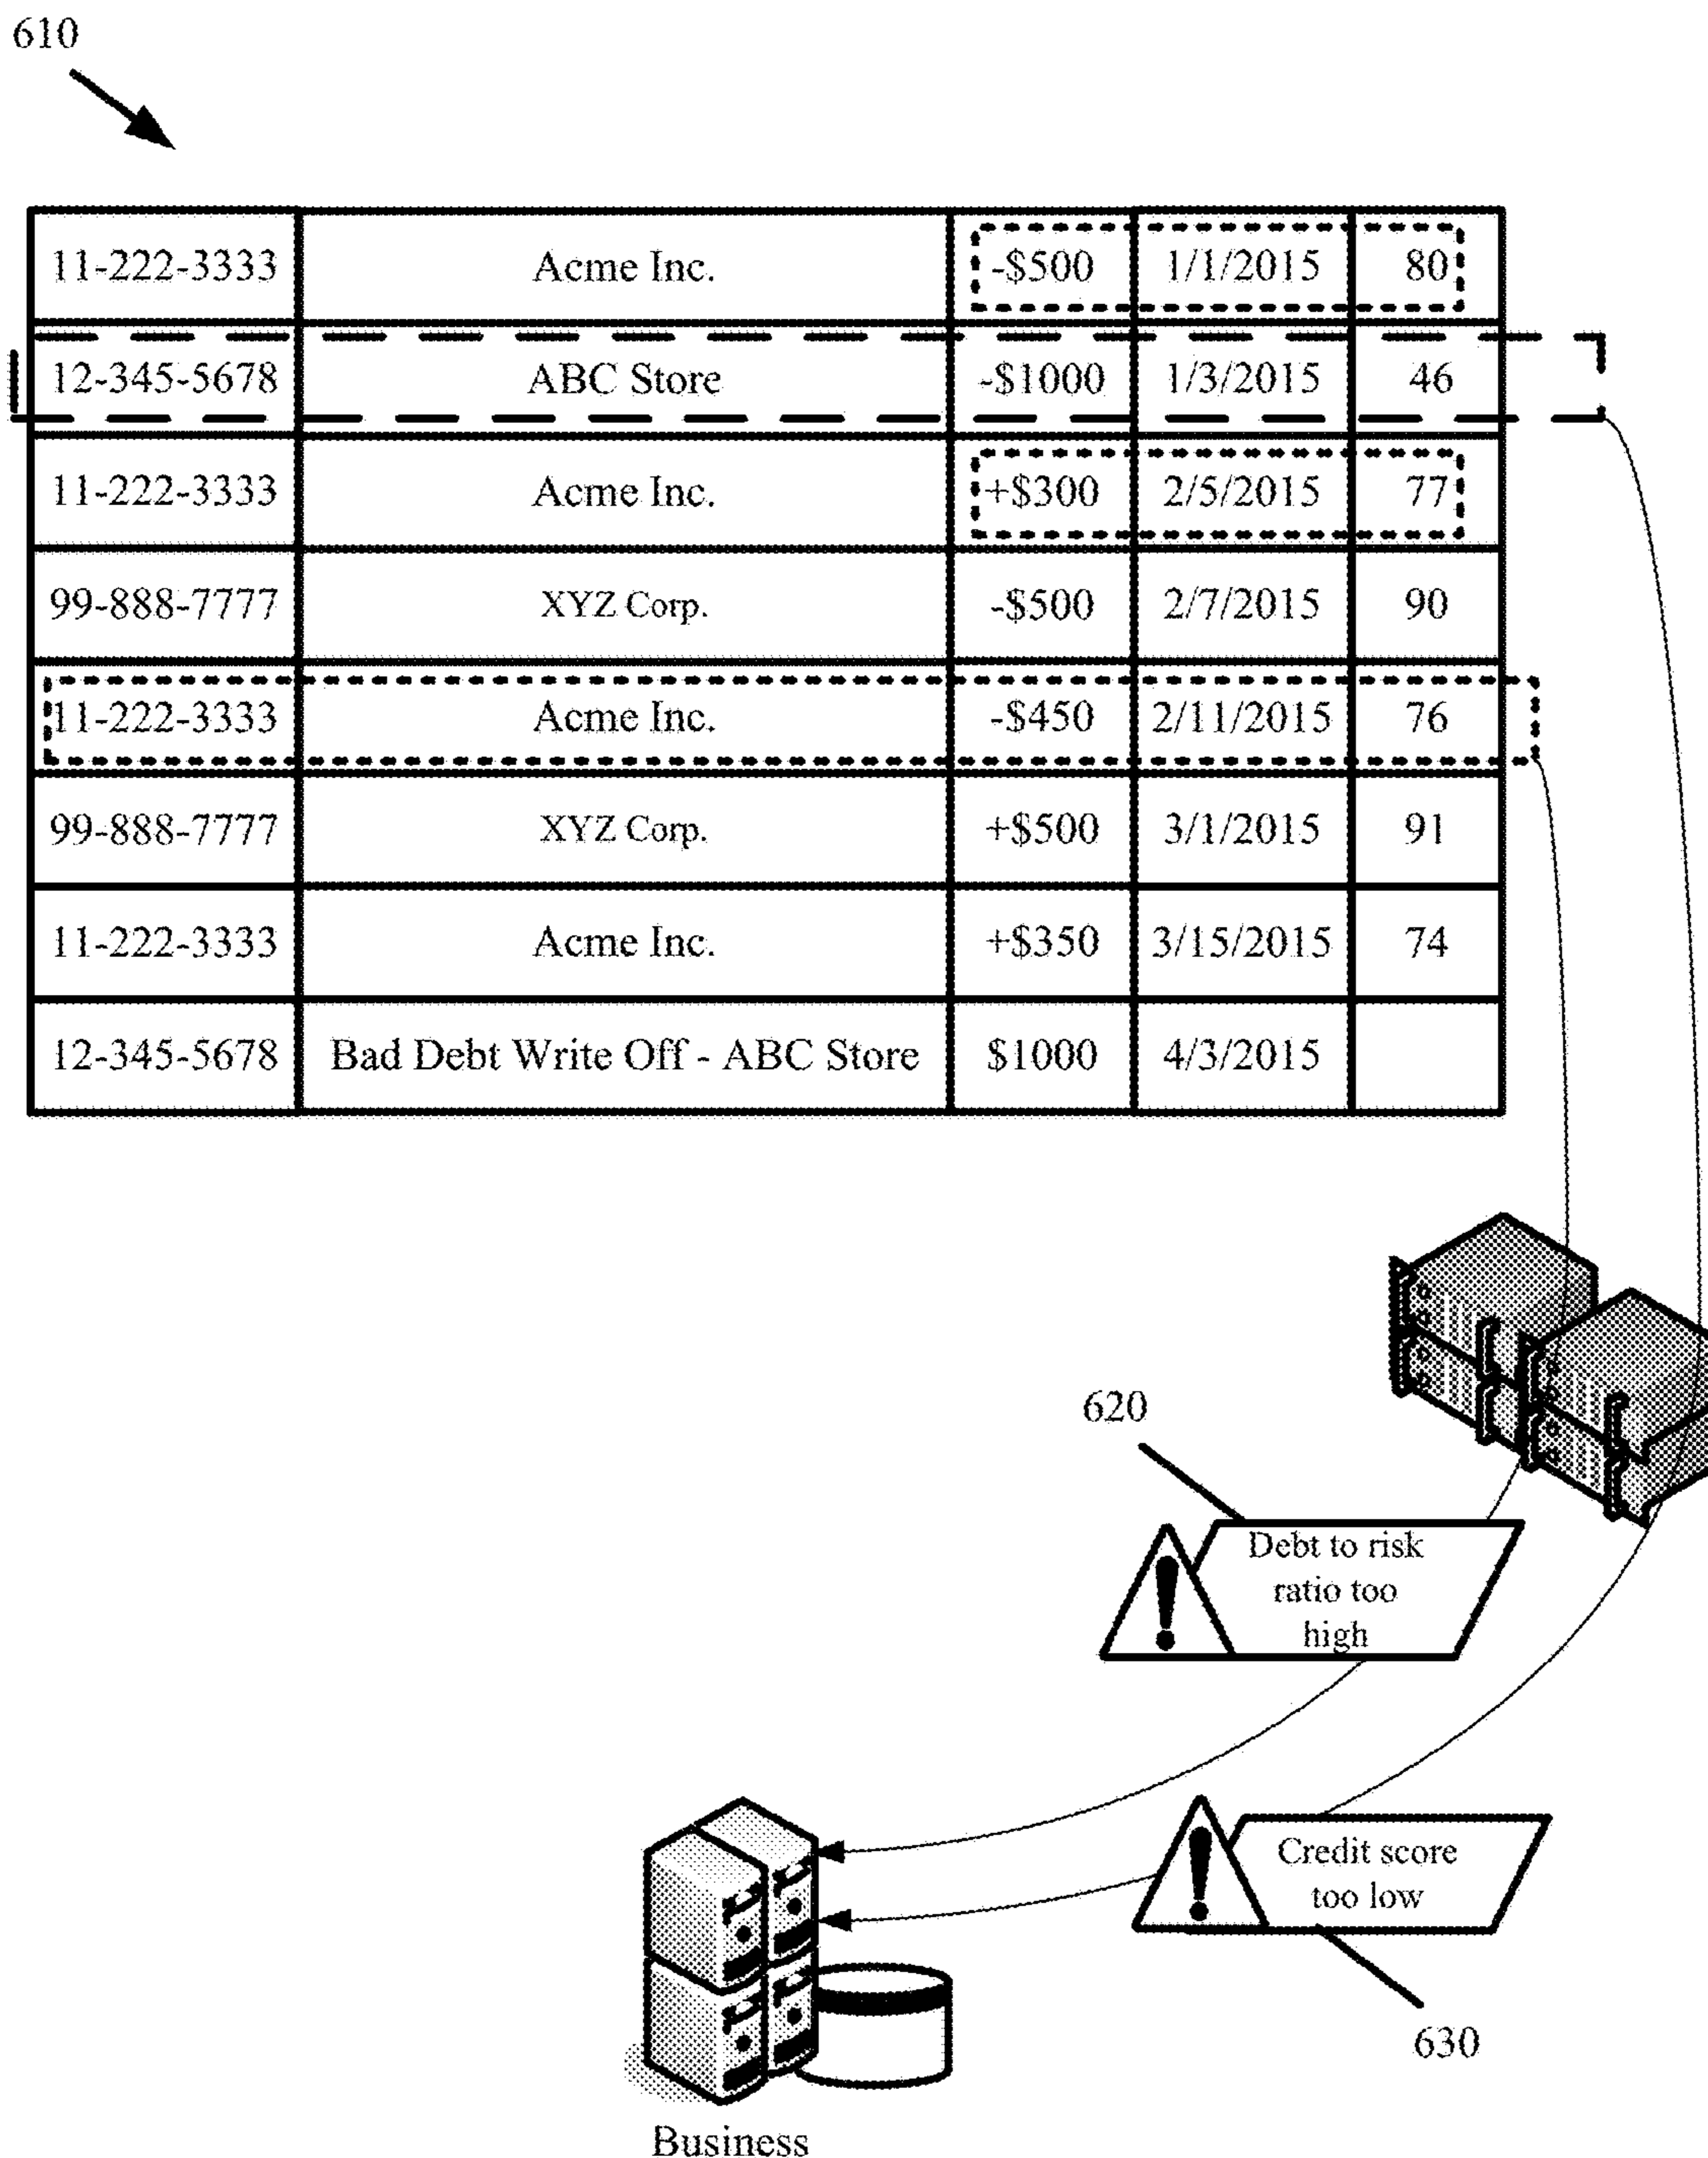 610
11-222-3333 Acme Inc. -$500 1/1/2015 80
12-345-5678 ABC Store -$1000 1/3/2015 46
11-222-3333 Acme Inc. +$300 2/5/2015 77
99-888-7777 XYZ Corp. -$500 2/7/2015 90
11-222-3333 Acme Inc. -$450 2/11/2015 76
99-888-7777 XYZ Corp. +$500 3/1/2015 91
11-222-3333 Acme Inc. +$350 3/15/2015 74
12-345-5678 Bad Debt Write Off - ABC Store $1000 4/3/2015
620
Debt to risk
ratio too
high
Credit score
too low
630
Business